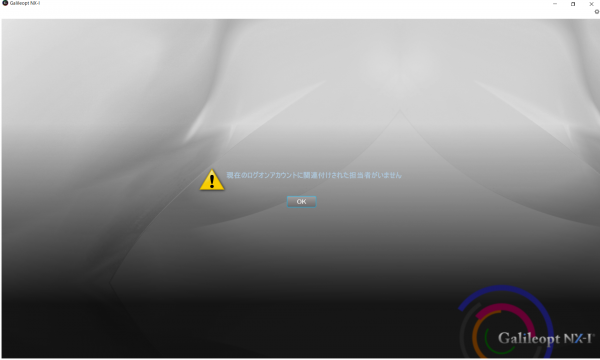 Galileopt NX-I
現在のログオンアカウントに関連付けされた担当者がいません
OK
Galileopt NX-I™